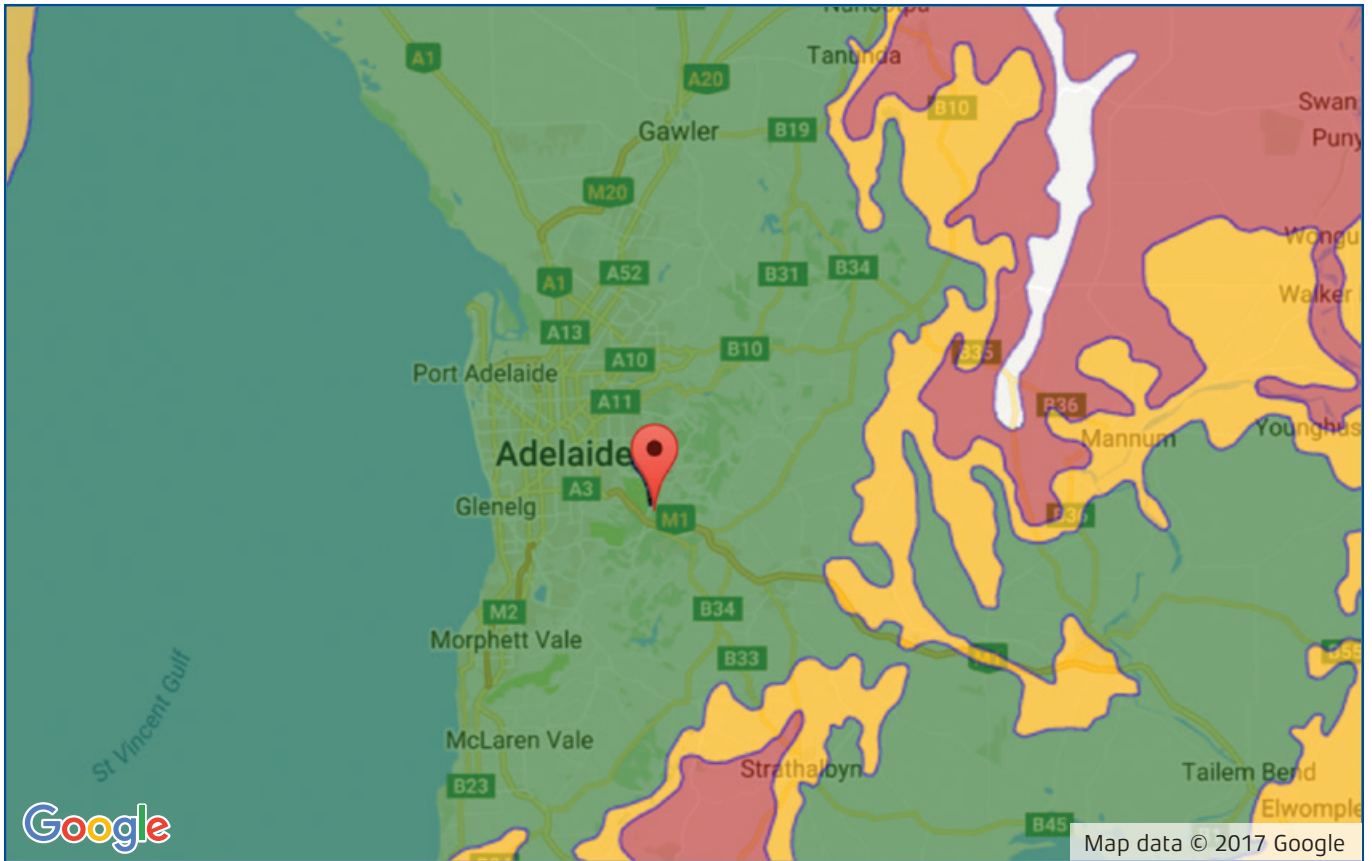 Tanunda
A1
A20
B10
Swan
Puny
Gawler
B19
M20
Wongu
A1
A52
B31
B34
Walker
A13
A10
B10
B35
Port Adelaide
A11
B36
Mannum
Younghus
Adelaide
A3
Glenelg
M1
B36
M2
B34
Morphett Vale
B33
B55
St Vincent Gulf
McLaren Vale
Strathalbyn
Tailem Bend
B23
Elwomple
B45
Google
Map data © 2017 Google